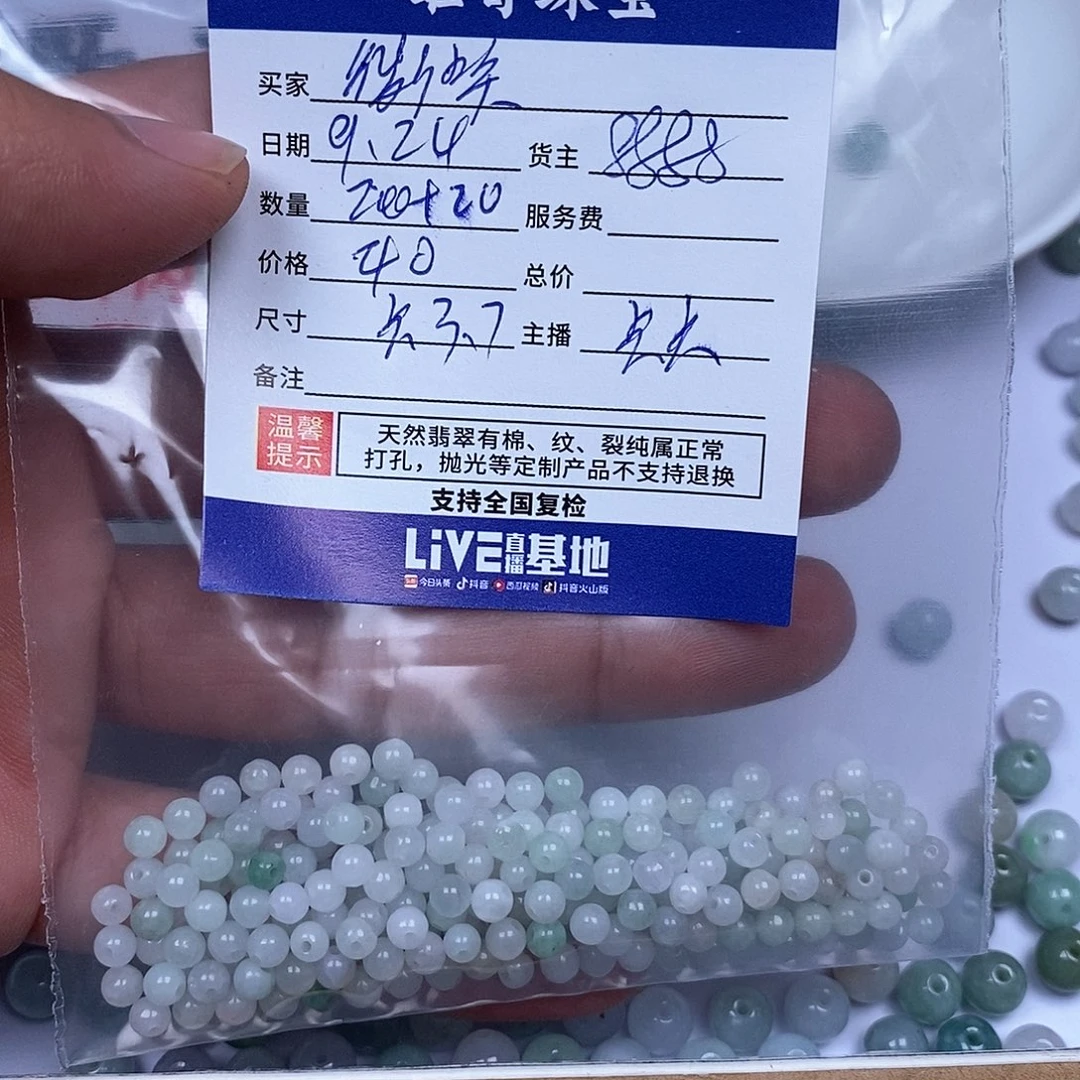 买家
日期 9.24 货主 8888
数量 200+20 服务费
价格 40 总价
尺寸 3.7 主播
备注
温馨提示
天然翡翠有棉、纹、裂纯属正常
打孔，抛光等定制产品不支持退换
支持全国复检
LiVE直播基地
今日头条 抖音 西瓜视频 抖音火山版